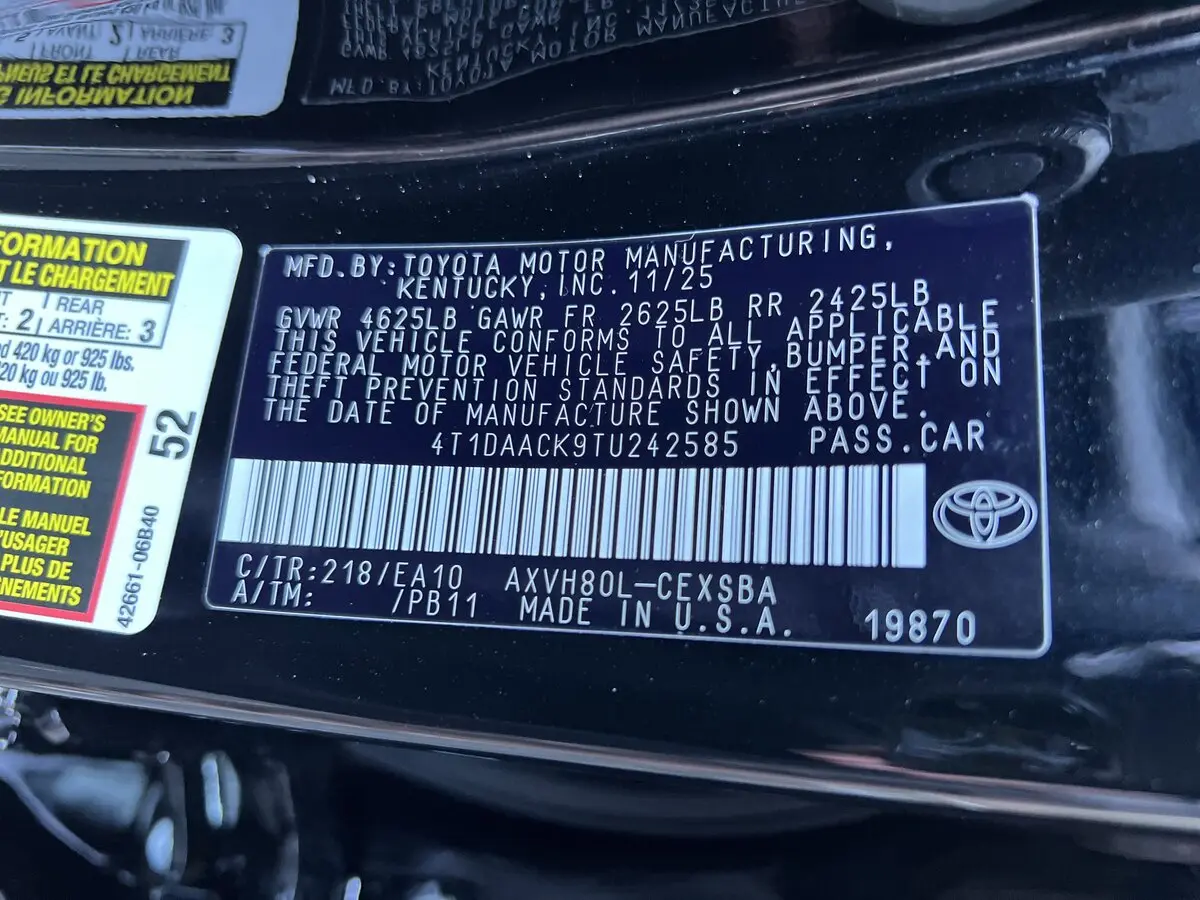 FORMATION
T LE CHARGEMENT
1 REAR
: 2 ARRIÈRE: 3
d 420 kg or 925 lbs.
20 kg ou 925 lb.
SEE OWNER'S
MANUAL FOR
ADDITIONAL
FORMATION
LE MANUEL
'USAGER
PLUS DE
NEMENTS
52
42661-06B40
MFD.BY:TOYOTA MOTOR MANUFACTURING,
KENTUCKY,INC.11/25
GVWR 4625LB GAWR FR 2625LB RR 2425LB
THIS VEHICLE CONFORMS TO ALL APPLICABLE
FEDERAL MOTOR VEHICLE SAFETY,BUMPER,AND
THEFT PREVENTION STANDARDS IN EFFECT ON
THE DATE OF MANUFACTURE SHOWN ABOVE.
4T1DAACK9TU242585 PASS.CAR
C/TR:218/EA10 AXVH80L-CEXSBA
A/TM: /PB11 MADE IN U.S.A. 19870